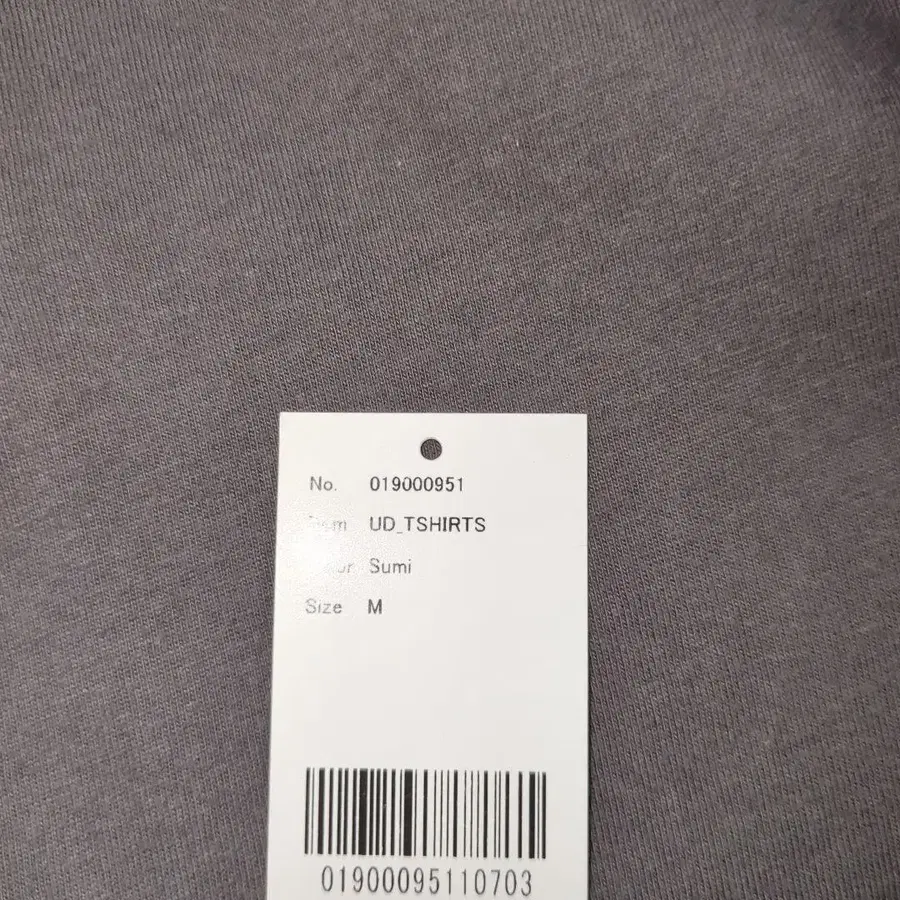 No. 019000951
UD_TSHIRTS
Sumi
Size M
01900095110703